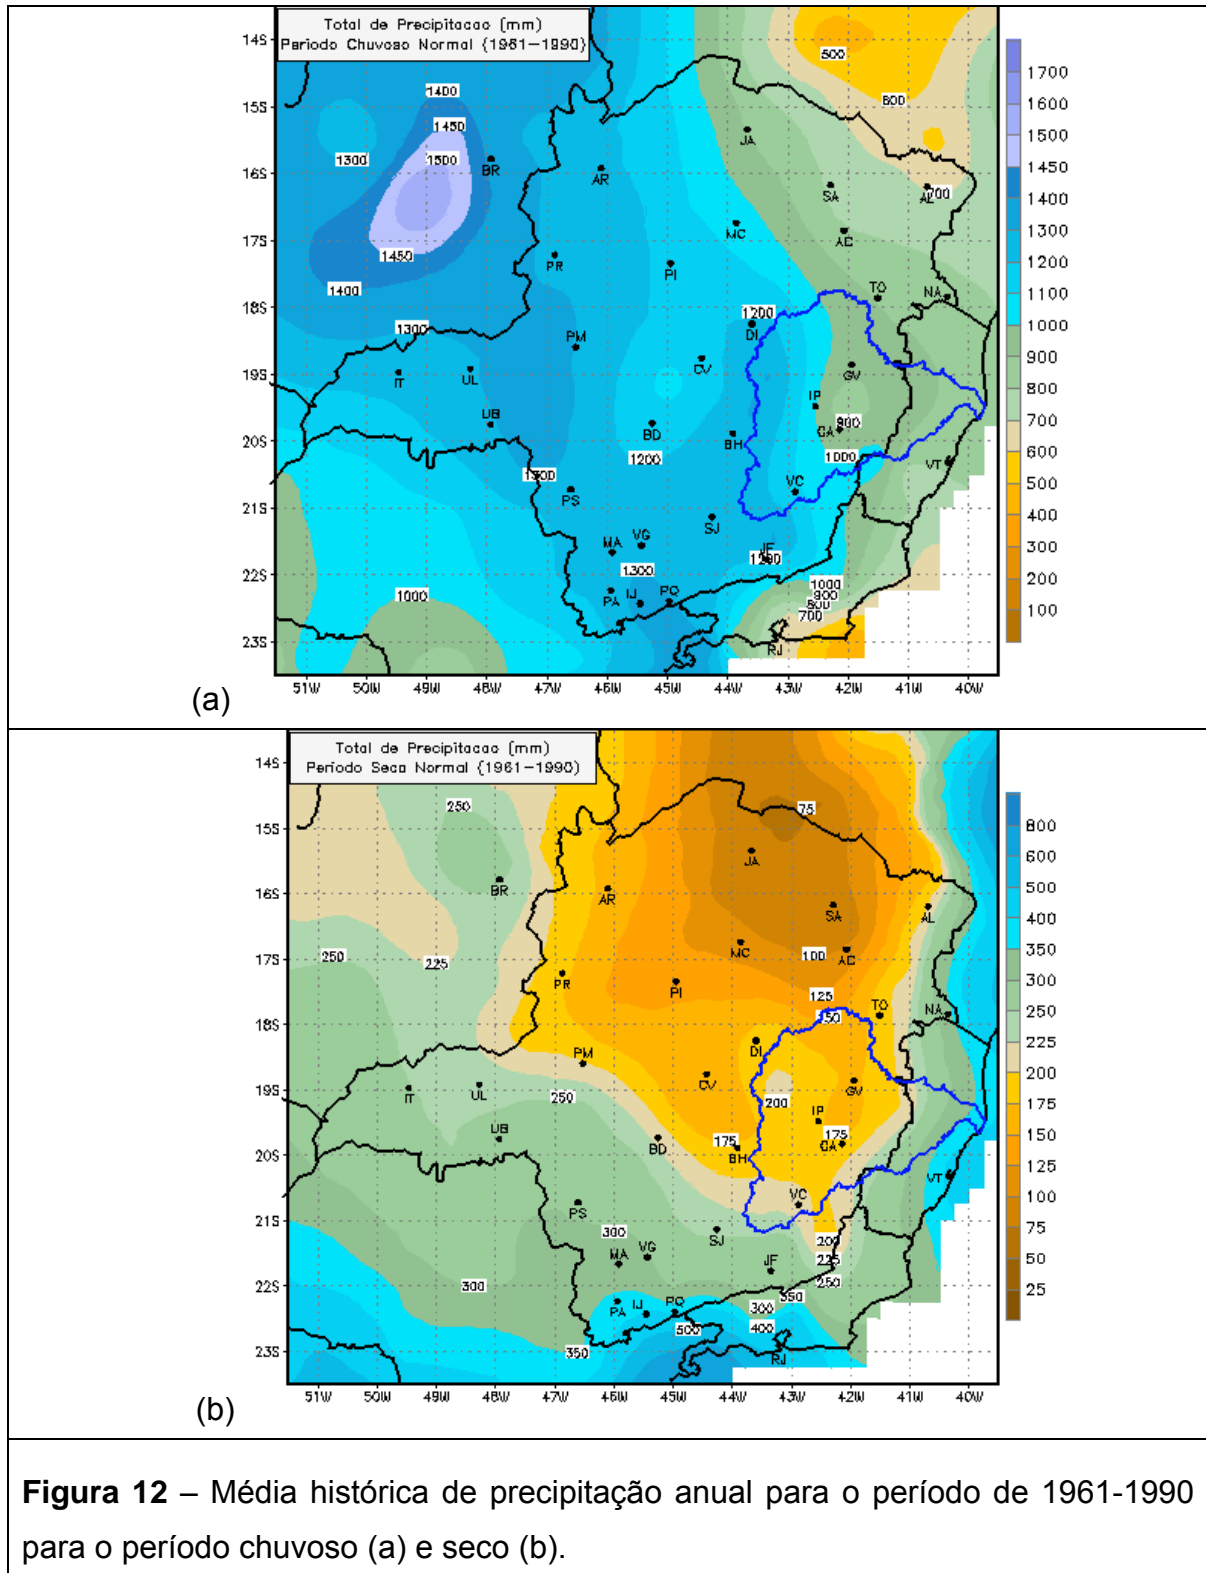 Total de Precipitacao (mm)
Periodo Chuvoso Normal (1961-1990)
14S
15S
16S
17S
18S
19S
20S
21S
22S
23S
500
600
1400
1450
1500
1300
BR
AR
JA
SA
AL
700
MC
AC
1450
1400
PR
PI
TO
NA
1300
1200
DI
PM
CV
GV
IT
UL
UB
IP
900
CA
BD
BH
1200
1000
VT
1300
PS
VC
SJ
MA
VG
JF
1200
1300
1000
900
800
700
PA
IJ
PQ
1000
RJ
51W
50W
49W
48W
47W
46W
45W
44W
43W
42W
41W
40W
1700
1600
1500
1450
1400
1300
1200
1100
1000
900
800
700
600
500
400
300
200
100
(a)
Total de Precipitacao (mm)
Periodo Seco Normal (1961-1990)
14S
15S
16S
17S
18S
19S
20S
21S
22S
23S
250
75
BR
JA
AR
SA
AL
MC
100
AC
250
225
PR
PI
125
150
TO
NA
DI
PM
CV
GV
IT
UL
250
200
IP
UB
175
175
CA
BD
BH
VT
VC
PS
300
SJ
200
225
250
MA
VG
JF
300
350
300
PA
IJ
PQ
500
400
350
RJ
51W
50W
49W
48W
47W
46W
45W
44W
43W
42W
41W
40W
800
600
500
400
350
300
250
225
200
175
150
125
100
75
50
25
(b)
Figura 12 – Média histórica de precipitação anual para o período de 1961-1990
para o período chuvoso (a) e seco (b).